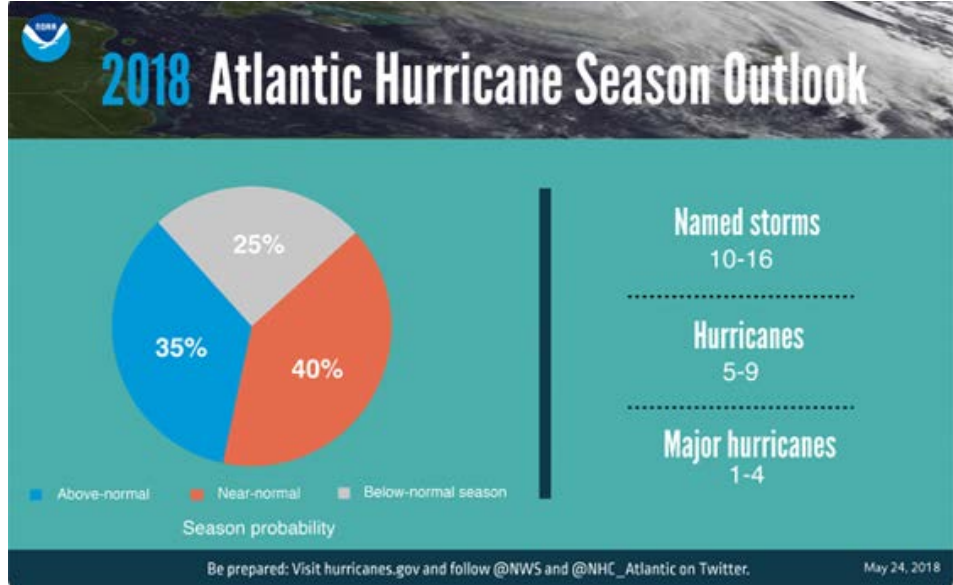 NOAA
2018 Atlantic Hurricane Season Outlook
25%
35%
40%
Above-normal
Near-normal
Below-normal season
Season probability
Named storms
10-16
Hurricanes
5-9
Major hurricanes
1-4
Be prepared: Visit hurricanes.gov and follow @NWS and @NHC_Atlantic on Twitter.
May 24, 2018